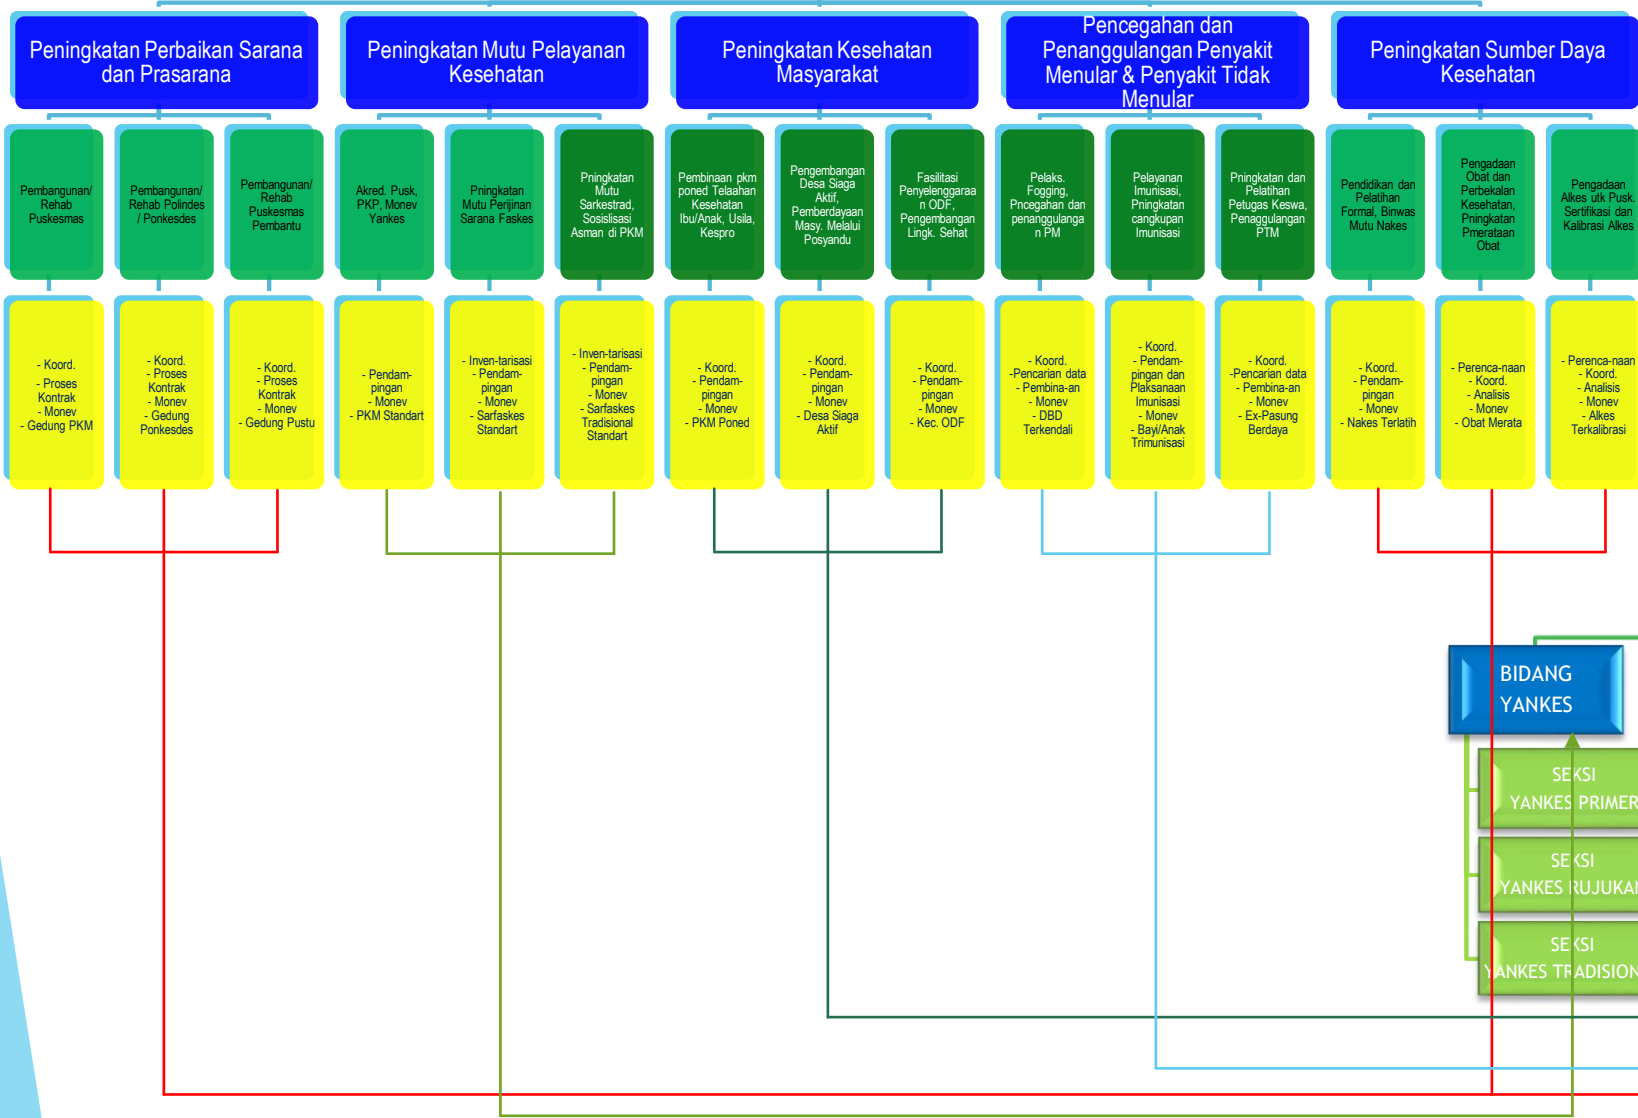 Peningkatan Perbaikan Sarana
dan Prasarana
Peningkatan Mutu Pelayanan
Kesehatan
Peningkatan Kesehatan
Masyarakat
Pencegahan dan
Penanggulangan Penyakit
Menular & Penyakit Tidak
Menular
Peningkatan Sumber Daya
Kesehatan
Pembangunan/
Rehab
Puskesmas
Pembangunan/
Rehab Polindes
/ Ponkesdes
Pembangunan/
Rehab
Puskesmas
Pembantu
Akred. Pusk,
PKP, Monev
Yankes
Pningkatan
Mutu Perijinan
Sarana Faskes
Pningkatan
Mutu
Sarkestrad,
Sosislisasi
Asman di PKM
Pembinaan pkm
poned Telaahan
Kesehatan
Ibu/Anak, Usila,
Kespro
Pengembangan
Desa Siaga
Aktif,
Pemberdayaan
Masy. Melalui
Posyandu
Fasilitasi
Penyelenggaraa
n ODF,
Pengembangan
Lingk. Sehat
Pelaks.
Fogging,
Pncegahan dan
penanggulanga
n PM
Pelayanan
Imunisasi,
Pningkatan
cangkupan
Imunisasi
Pningkatan dan
Pelatihan
Petugas Keswa,
Penaggulangan
PTM
Pendidikan dan
Pelatihan
Formal, Binwas
Mutu Nakes
Pengadaan
Obat dan
Perbekalan
Kesehatan,
Pningkatan
Pmerataan
Obat
Pengadaan
Alkes utk Pusk.
Sertifikasi dan
Kalibrasi Alkes
- Koord.
- Proses
Kontrak
- Monev
- Gedung PKM
- Koord.
- Proses
Kontrak
- Monev
- Gedung
Ponkesdes
- Koord.
- Proses
Kontrak
- Monev
- Gedung Pustu
- Pendam-
pingan
- Monev
- PKM Standart
- Inven-tarisasi
- Pendam-
pingan
- Monev
- Sarfaskes
Standart
- Inven-tarisasi
- Pendam-
pingan
- Monev
- Sarfaskes
Tradisional
Standart
- Koord.
- Pendam-
pingan
- Monev
- PKM Poned
- Koord.
- Pendam-
pingan
- Monev
- Desa Siaga
Aktif
- Koord.
- Pendam-
pingan
- Monev
- Kec. ODF
- Koord.
-Pencarian data
- Pembina-an
- Monev
- DBD
Terkendali
- Koord.
- Pendam-
pingan dan
Plaksanaan
Imunisasi
- Monev
- Bayi/Anak
Trimunisasi
- Koord.
-Pencarian data
- Pembina-an
- Monev
- Ex-Pasung
Berdaya
- Koord.
- Pendam-
pingan
- Monev
- Nakes Terlatih
- Perenca-naan
- Koord.
- Analisis
- Monev
- Obat Merata
- Perenca-naan
- Koord.
- Analisis
- Monev
- Alkes
Terkalibrasi
BIDANG
YANKES
SEKSI
YANKES PRIMER
SEKSI
YANKES RUJUKAN
SEKSI
YANKES TRADISION